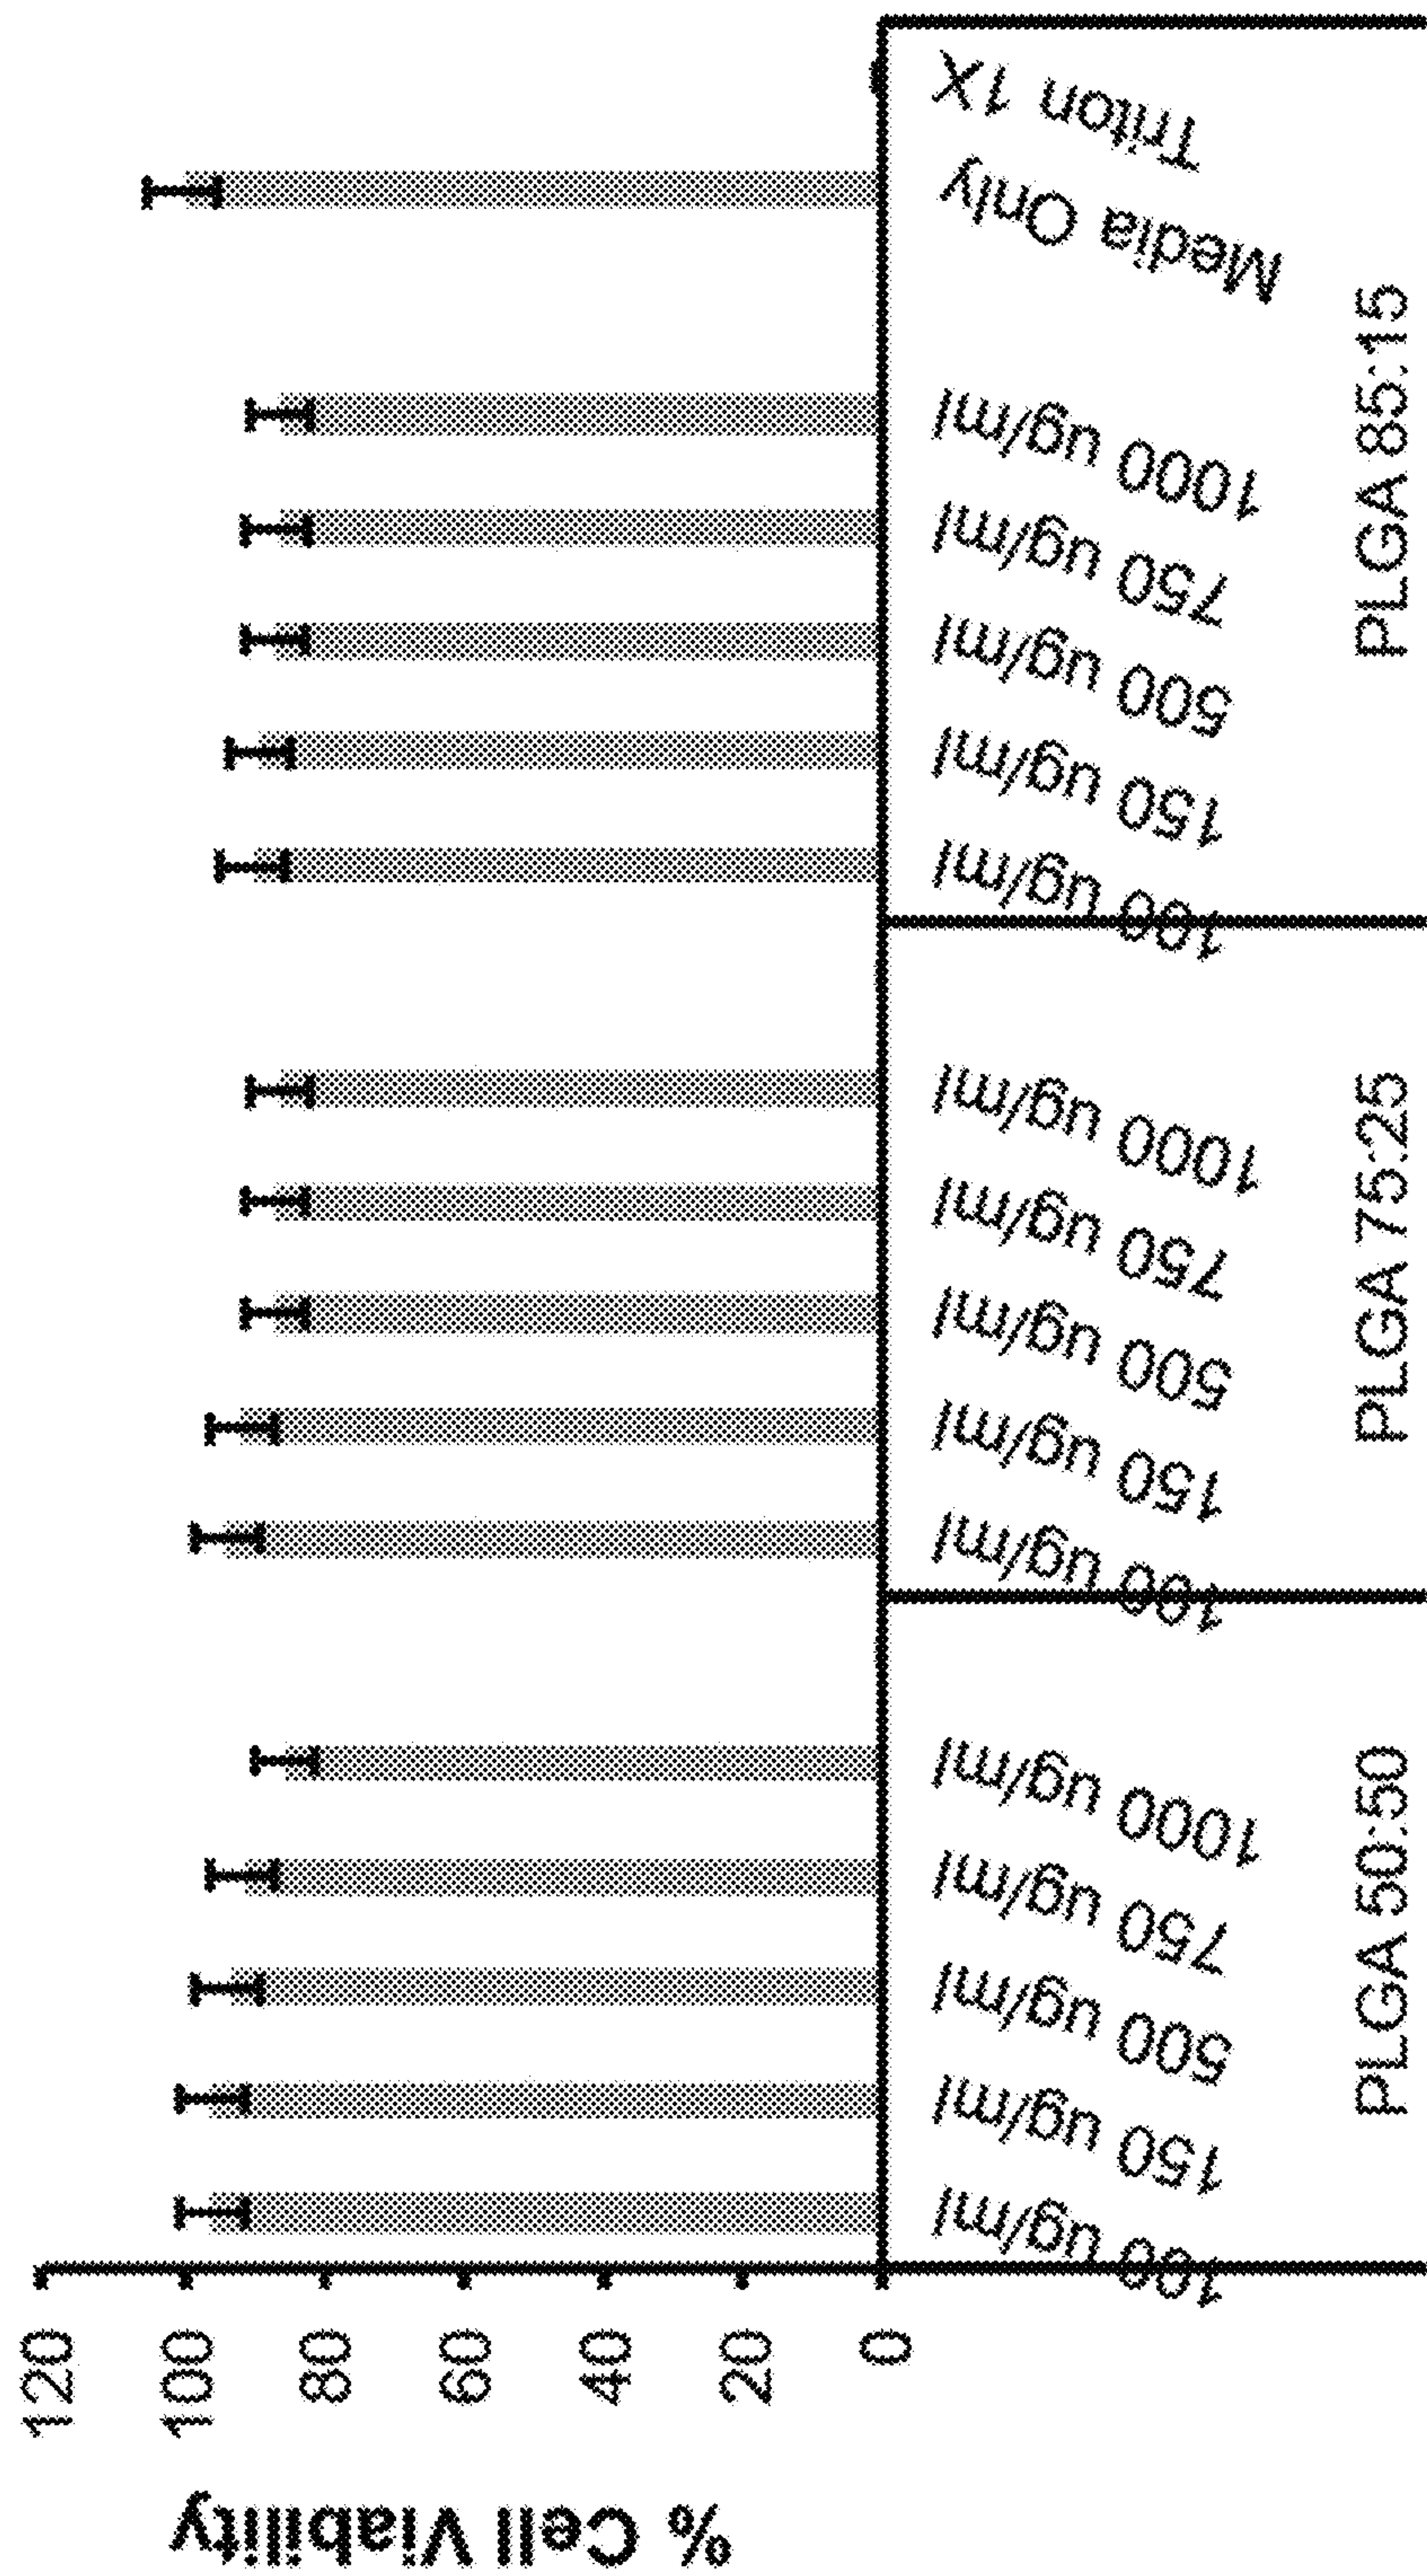 % Cell Viability
120
100
80
60
40
20
0
100 ug/ml
150 ug/ml
500 ug/ml
750 ug/ml
1000 ug/ml
100 ug/ml
150 ug/ml
500 ug/ml
750 ug/ml
1000 ug/ml
100 ug/ml
150 ug/ml
500 ug/ml
750 ug/ml
1000 ug/ml
Media Only
Triton 1X
PLGA 50:50
PLGA 75:25
PLGA 85:15